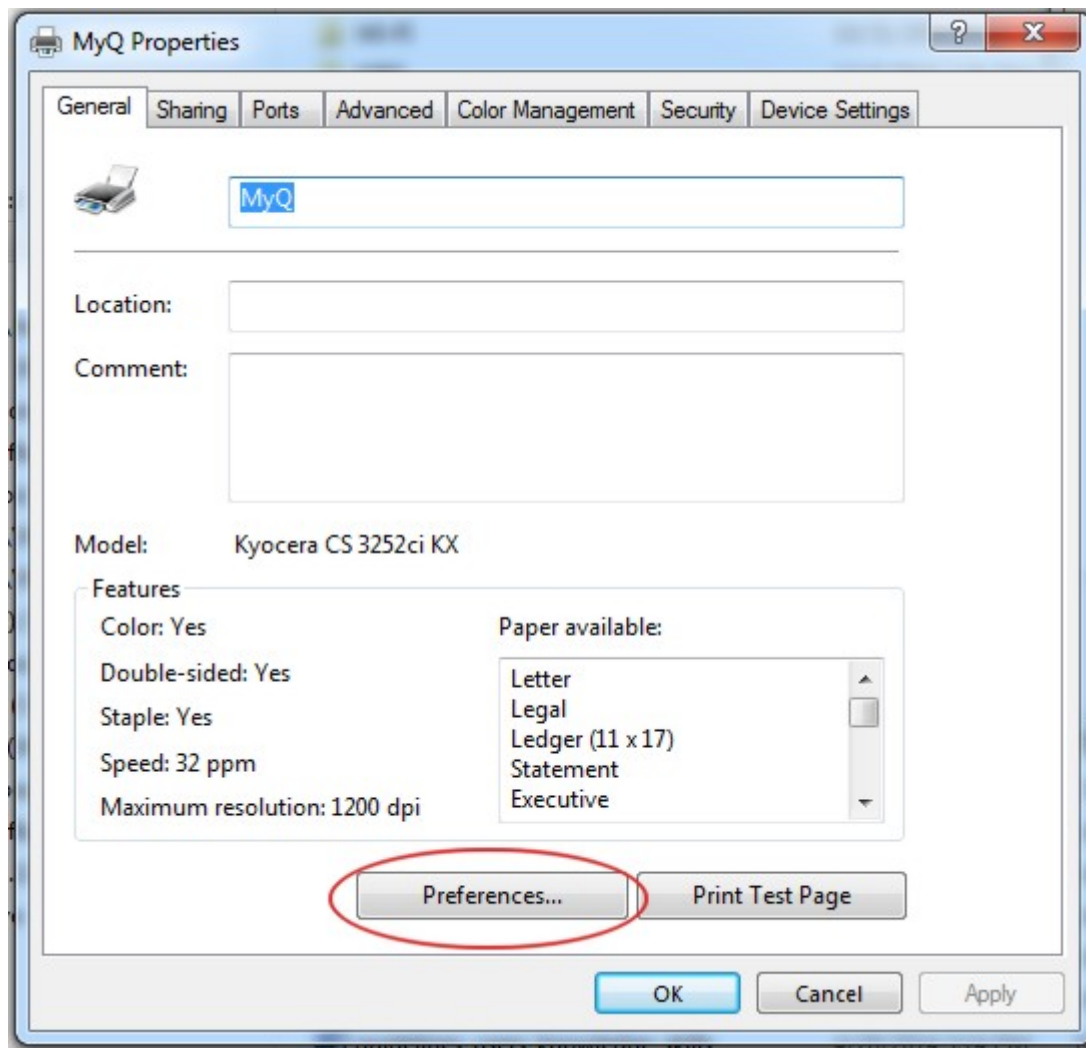 MyQ Properties
General Sharing Ports Advanced Color Management Security Device Settings
MyQ
Location:
Comment:
Model: Kyocera CS 3252ci KX
Features
Color: Yes
Double-sided: Yes
Staple: Yes
Speed: 32 ppm
Maximum resolution: 1200 dpi
Paper available:
Letter
Legal
Ledger (11 x 17)
Statement
Executive
Preferences... Print Test Page
OK Cancel Apply